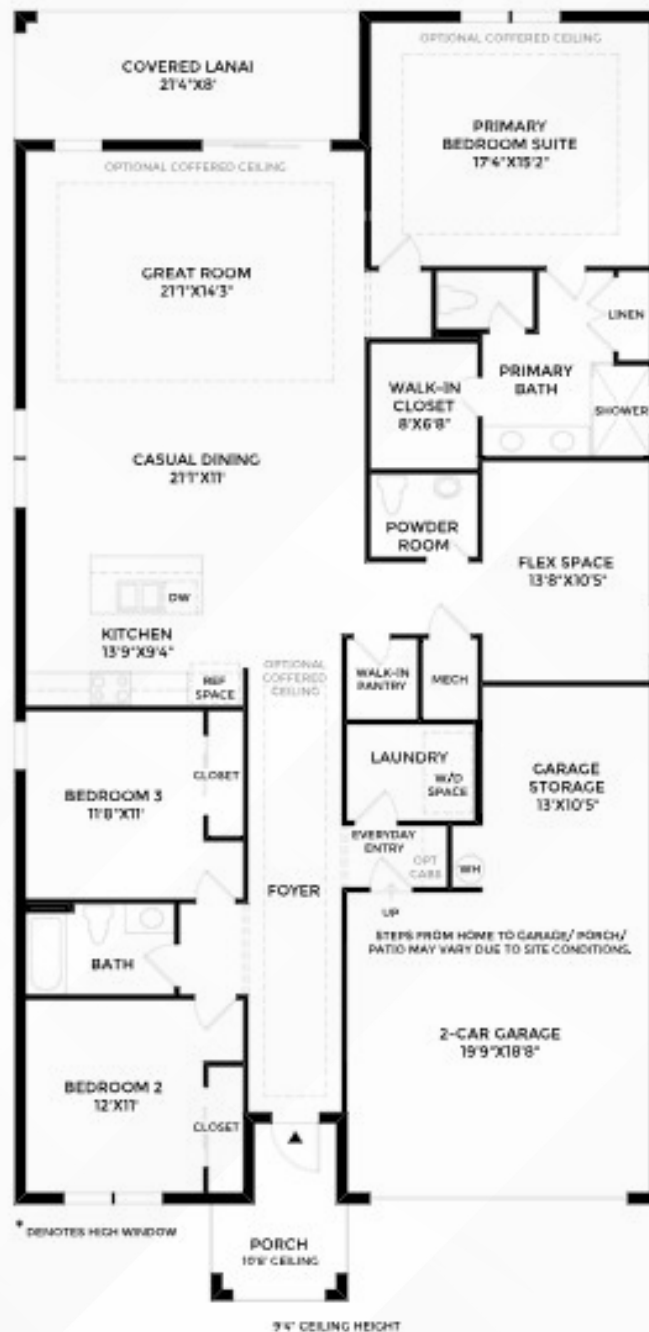 OPTIONAL COFFERED CEILING
COVERED LANAI
21'4"X8'
PRIMARY
BEDROOM SUITE
17'4"X15'2"
OPTIONAL COFFERED CEILING
GREAT ROOM
21'1"X14'3"
LINEN
PRIMARY
BATH
WALK-IN
CLOSET
8'X6'8"
SHOWER
CASUAL DINING
21'1"X11'
POWDER
ROOM
FLEX SPACE
13'8"X10'5"
DW
KITCHEN
13'9"X9'4"
REF
SPACE
OPTIONAL
COFFERED
CEILING
WALK-IN
PANTRY
MECH
LAUNDRY
W/D
SPACE
GARAGE
STORAGE
13'X10'5"
CLOSET
BEDROOM 3
11'8"X11'
EVERYDAY
ENTRY
OPT
CABS
WH
FOYER
UP
STEPS FROM HOME TO GARAGE/ PORCH/
PATIO MAY VARY DUE TO SITE CONDITIONS.
BATH
2-CAR GARAGE
19'9"X18'8"
BEDROOM 2
12'X11'
CLOSET
* DENOTES HIGH WINDOW
PORCH
10'8" CEILING
9'4" CEILING HEIGHT